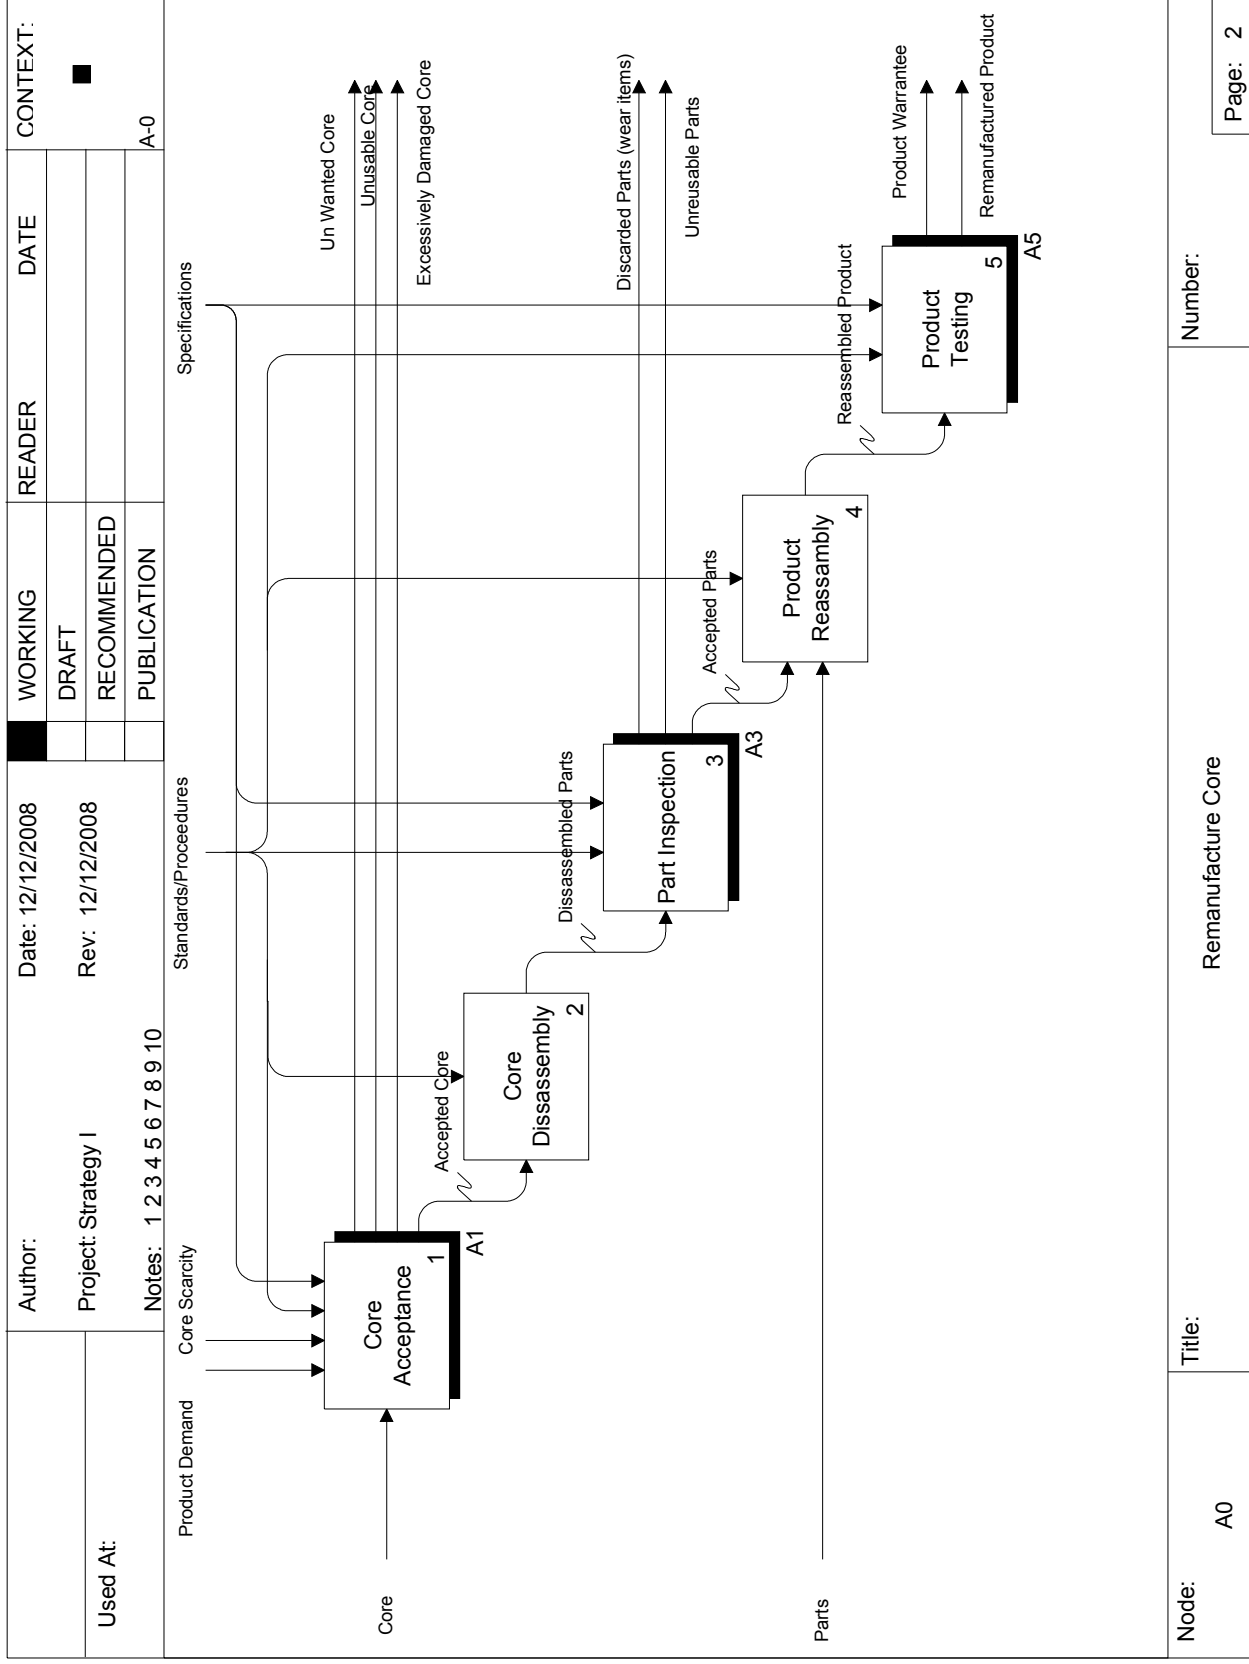 Used At:
Author:
Date: 12/12/2008
Project: Strategy I
Rev: 12/12/2008
Notes: 1 2 3 4 5 6 7 8 9 10
WORKING
DRAFT
RECOMMENDED
PUBLICATION
READER
DATE
CONTEXT:
A-0
Product Demand
Core Scarcity
Standards/Proceedures
Specifications
Un Wanted Core
Unusable Core
Excessively Damaged Core
Core
Core
Acceptance
1
A1
Accepted Core
Core
Dissassembly
2
Dissassembled Parts
Part Inspection
3
A3
Discarded Parts (wear items)
Unreusable Parts
Accepted Parts
Parts
Product
Reassambly
4
Reassembled Product
Product
Testing
5
A5
Product Warrantee
Remanufactured Product
Node:
A0
Title:
Remanufacture Core
Number:
Page: 2